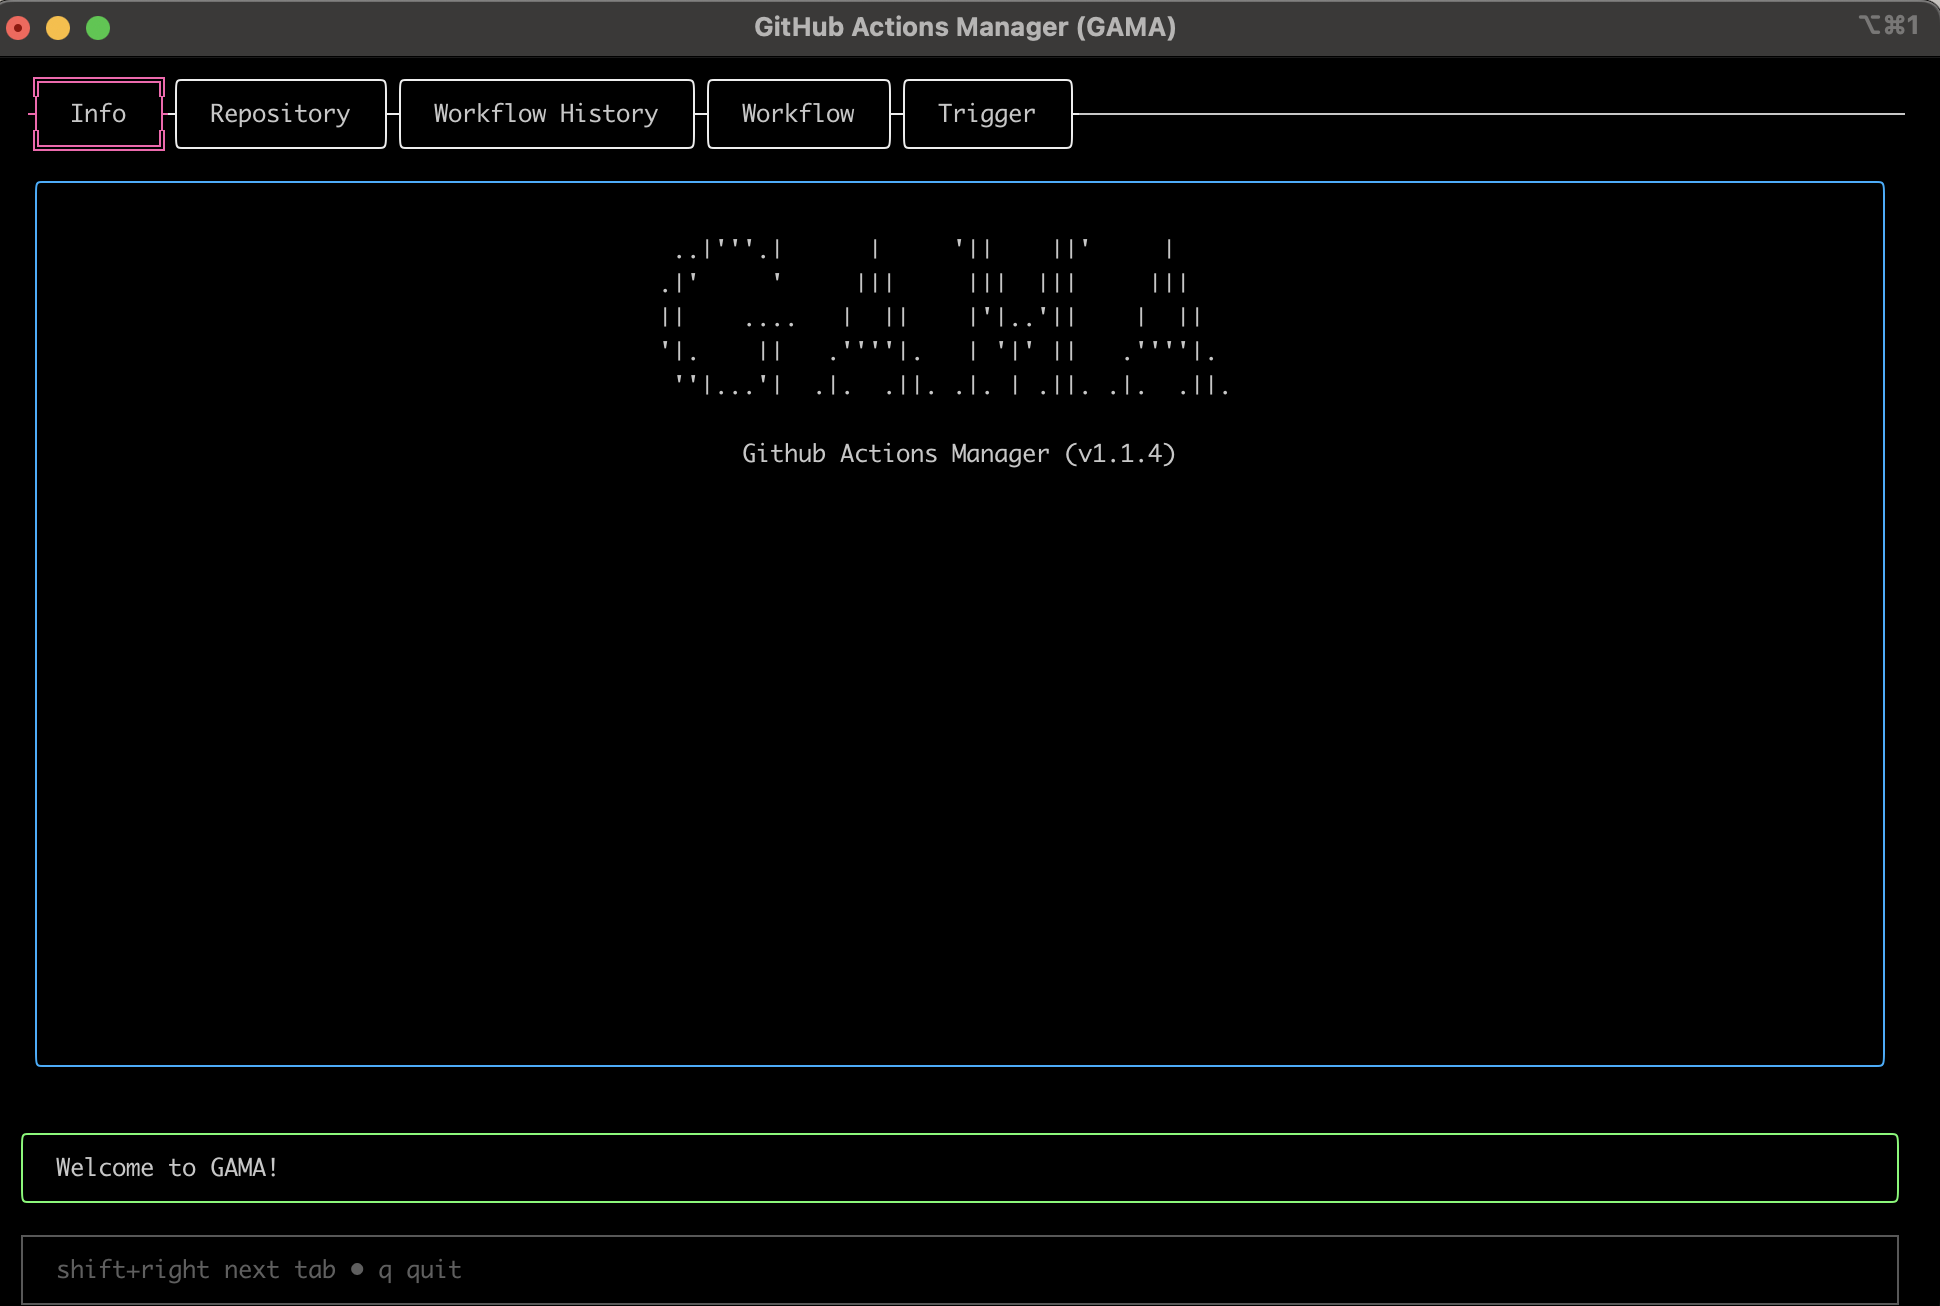 GitHub Actions Manager (GAMA)
⌥⌘1
Info
Repository
Workflow History
Workflow
Trigger
  ..|'''.|      |     '||    ||'     |
 .|'     '     |||     |||  |||     |||
 ||    ....   |  ||    |'|..'||    |  ||
 '|.    ||   .''''|.   | '|' ||   .''''|.
  ''|...'|  .|.  .||. .|. | .||. .|.  .||.
Github Actions Manager (v1.1.4)
Welcome to GAMA!
shift+right next tab • q quit